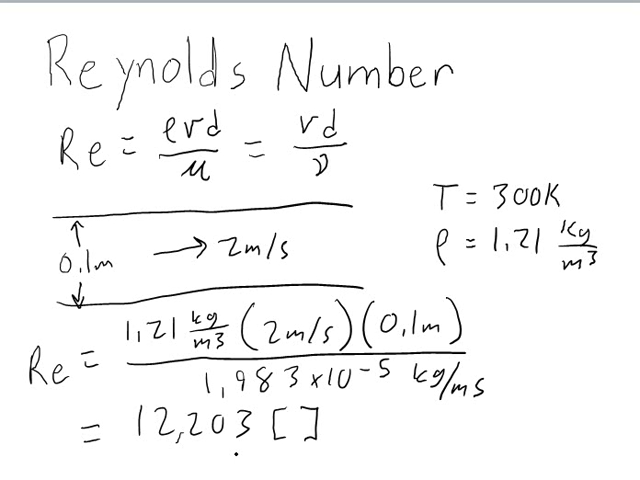 Reynolds Number
Re = ρvd/μ = vd/ν
T = 300K
ρ = 1.21 kg/m³
0.1m → 2m/s
Re = 1.21 kg/m³ (2m/s)(0.1m) / 1.983x10⁻⁵ kg/ms
= 12,203 [ ]